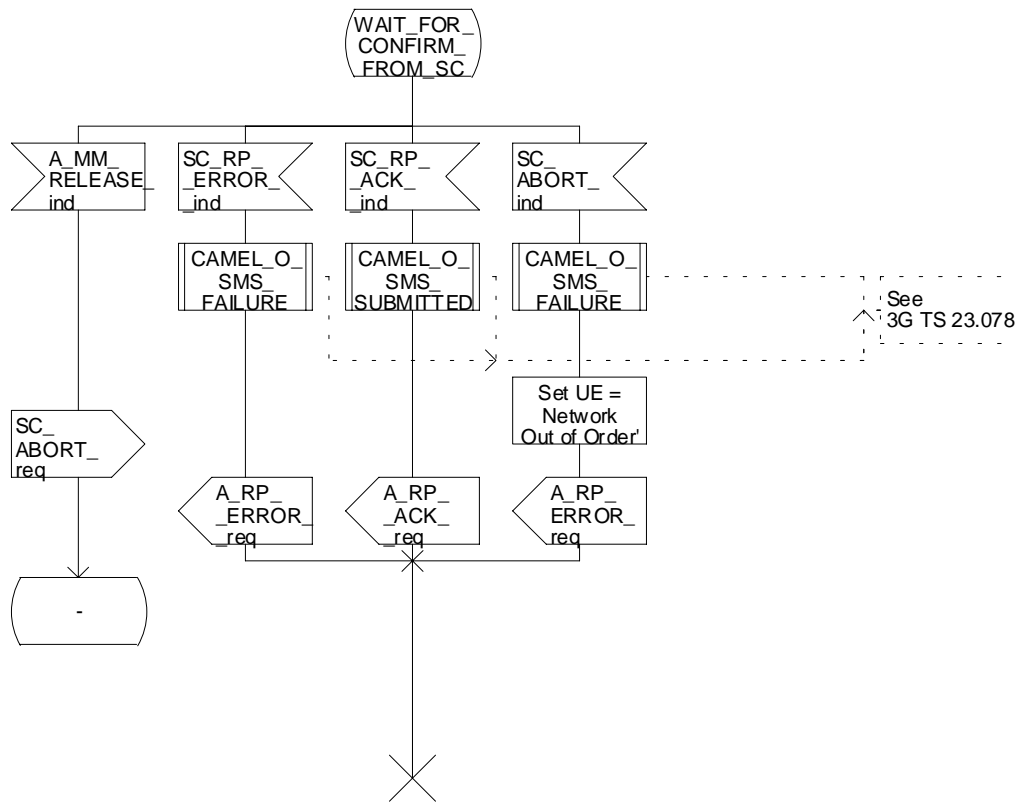 WAIT_FOR_
CONFIRM_
FROM_SC
A_MM_
RELEASE_
ind
SC_RP_
_ERROR_
_ind
SC_RP_
_ACK_
_ind
SC_
ABORT_
ind
CAMEL_O_
SMS_
FAILURE
CAMEL_O_
SMS_
SUBMITTED
CAMEL_O_
SMS_
FAILURE
See
3G TS 23.078
Set UE =
Network
Out of Order'
SC_
ABORT_
req
A_RP_
_ERROR_
_req
A_RP_
_ACK_
_req
A_RP_
ERROR_
req
-